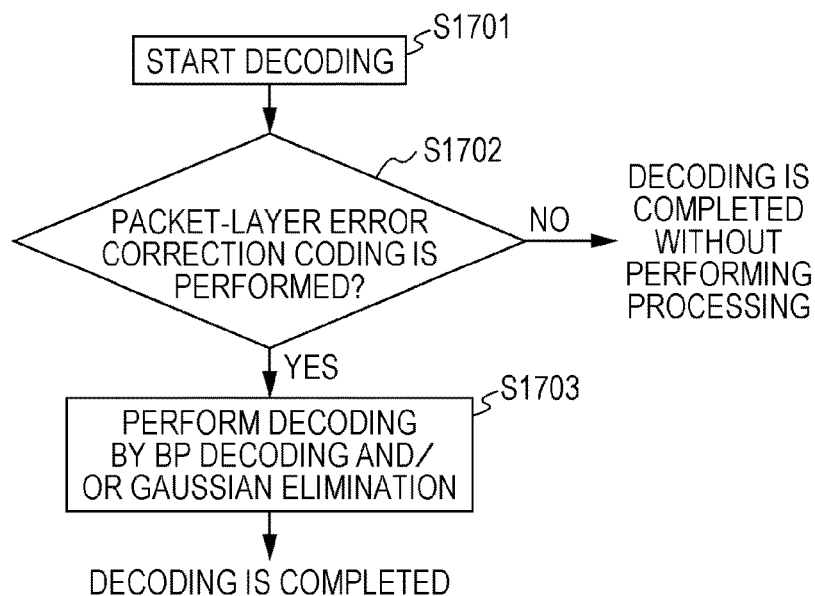 S1701
START DECODING
S1702
PACKET-LAYER ERROR
CORRECTION CODING IS
PERFORMED?
NO
DECODING IS
COMPLETED
WITHOUT
PERFORMING
PROCESSING
YES
S1703
PERFORM DECODING
BY BP DECODING AND/
OR GAUSSIAN ELIMINATION
DECODING IS COMPLETED